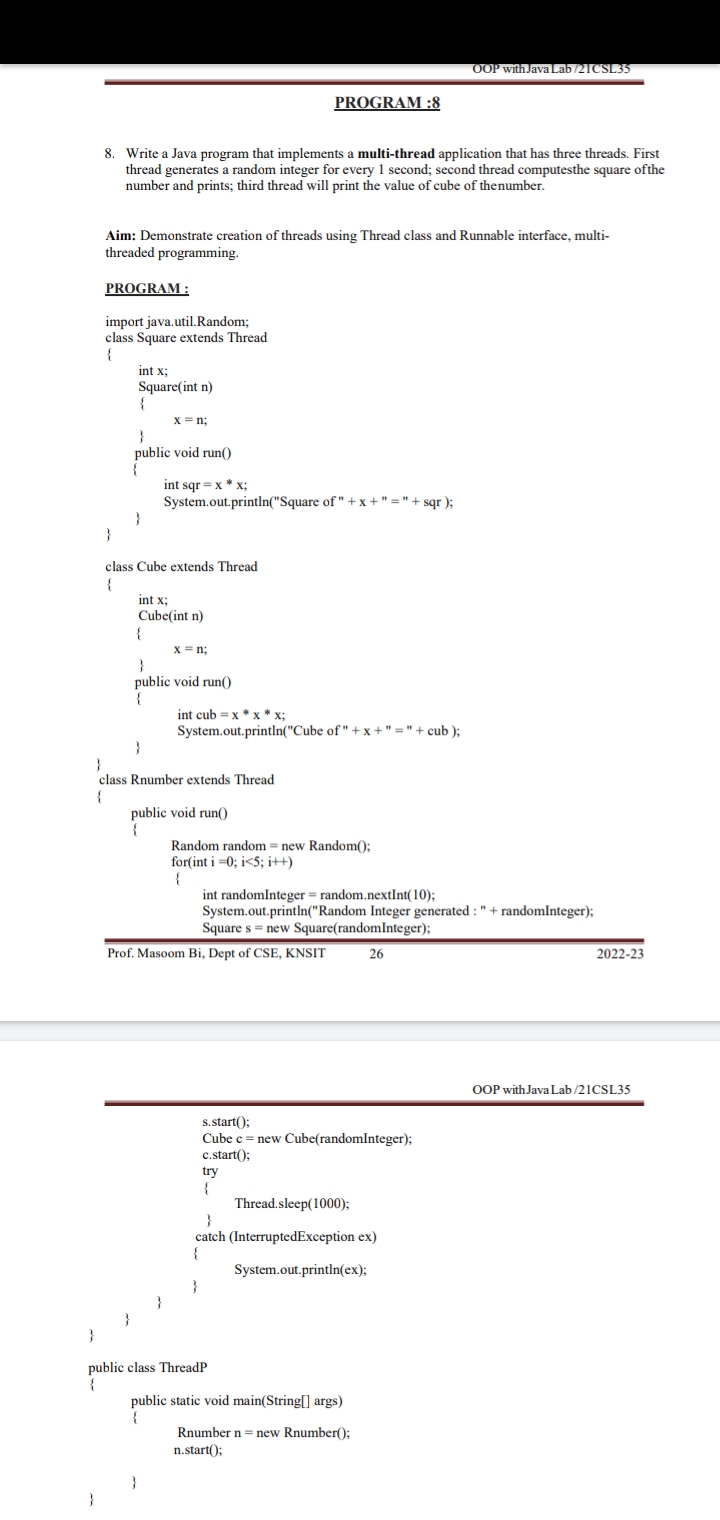 OOP withJava Lab /21CSL35
PROGRAM :8
8. Write a Java program that implements a multi-thread application that has three threads. First
thread generates a random integer for every 1 second; second thread computesthe square ofthe
number and prints; third thread will print the value of cube of thenumber.
Aim: Demonstrate creation of threads using Thread class and Runnable interface, multi-
threaded programming.
PROGRAM :
import java.util.Random;
class Square extends Thread
{
int x;
Square(int n)
{
x = n;
}
public void run()
{
int sqr = x * x;
System.out.println("Square of " + x + " = " + sqr );
}
}
class Cube extends Thread
{
int x;
Cube(int n)
{
x = n;
}
public void run()
{
int cub = x * x * x;
System.out.println("Cube of " + x + " = " + cub );
}
}
class Rnumber extends Thread
{
public void run()
{
Random random = new Random();
for(int i =0; i<5; i++)
{
int randomInteger = random.nextInt(10);
System.out.println("Random Integer generated : " + randomInteger);
Square s = new Square(randomInteger);
Prof. Masoom Bi, Dept of CSE, KNSIT 26 2022-23
OOP withJava Lab /21CSL35
s.start();
Cube c = new Cube(randomInteger);
c.start();
try
{
Thread.sleep(1000);
}
catch (InterruptedException ex)
{
System.out.println(ex);
}
}
}
}
public class ThreadP
{
public static void main(String[] args)
{
Rnumber n = new Rnumber();
n.start();
}
}